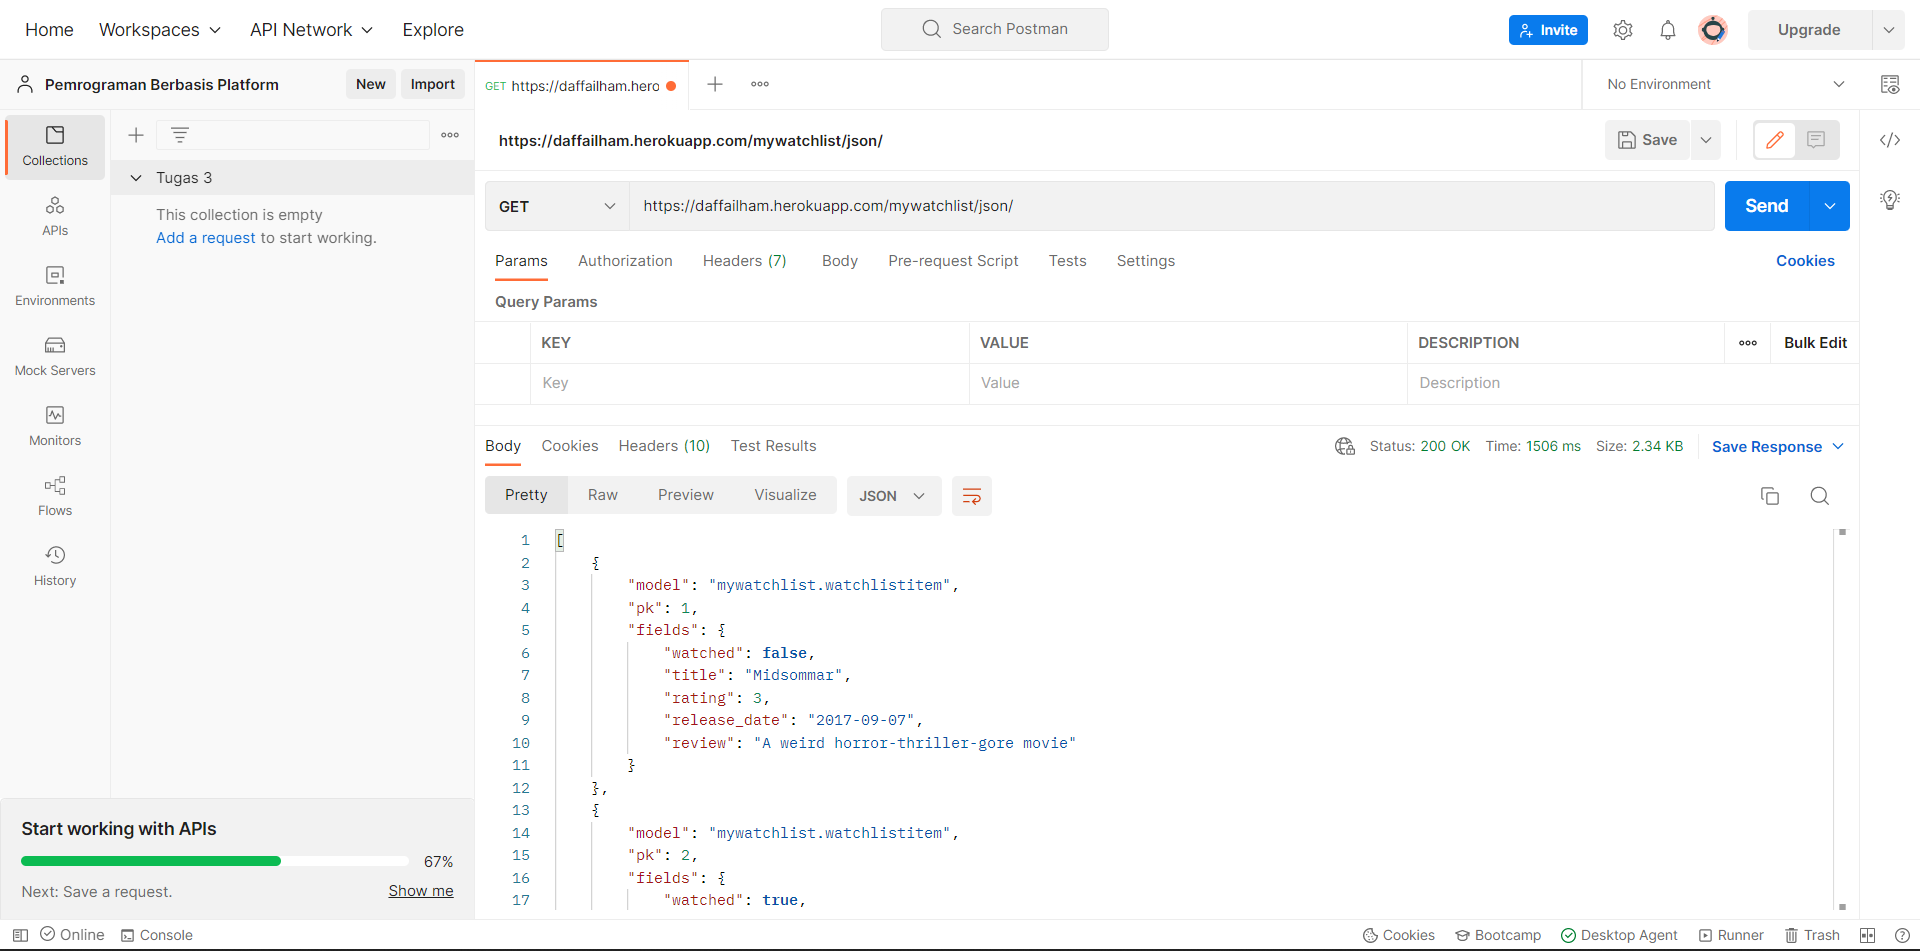 Home Workspaces API Network Explore Search Postman Invite Upgrade
Pemrograman Berbasis Platform New Import GET https://daffailham.hero No Environment
Collections
APIs
Environments
Mock Servers
Monitors
Flows
History
Tugas 3
This collection is empty
Add a request to start working.
https://daffailham.herokuapp.com/mywatchlist/json/ Save
GET https://daffailham.herokuapp.com/mywatchlist/json/ Send
Params Authorization Headers (7) Body Pre-request Script Tests Settings Cookies
Query Params
KEY VALUE DESCRIPTION Bulk Edit
Key Value Description
Body Cookies Headers (10) Test Results Status: 200 OK Time: 1506 ms Size: 2.34 KB Save Response
Pretty Raw Preview Visualize JSON
1 [
2 {
3 "model": "mywatchlist.watchlistitem",
4 "pk": 1,
5 "fields": {
6 "watched": false,
7 "title": "Midsommar",
8 "rating": 3,
9 "release_date": "2017-09-07",
10 "review": "A weird horror-thriller-gore movie"
11 }
12 },
13 {
14 "model": "mywatchlist.watchlistitem",
15 "pk": 2,
16 "fields": {
17 "watched": true,
Start working with APIs
67%
Next: Save a request. Show me
Online Console Cookies Bootcamp Desktop Agent Runner Trash